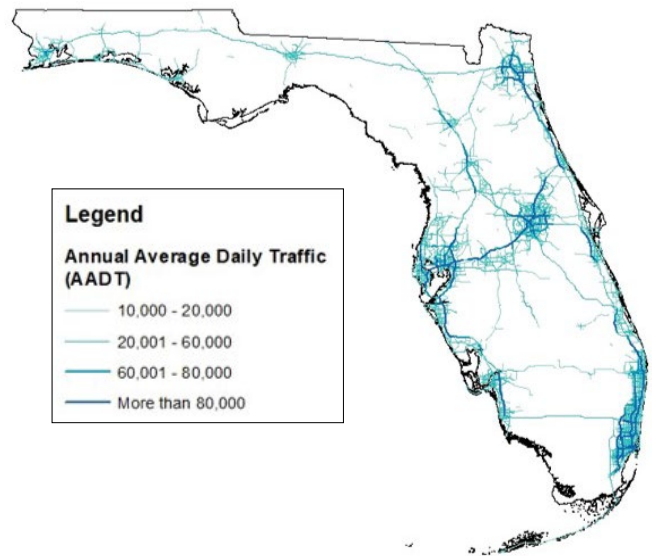 Legend
Annual Average Daily Traffic
(AADT)
10,000 - 20,000
20,001 - 60,000
60,001 - 80,000
More than 80,000